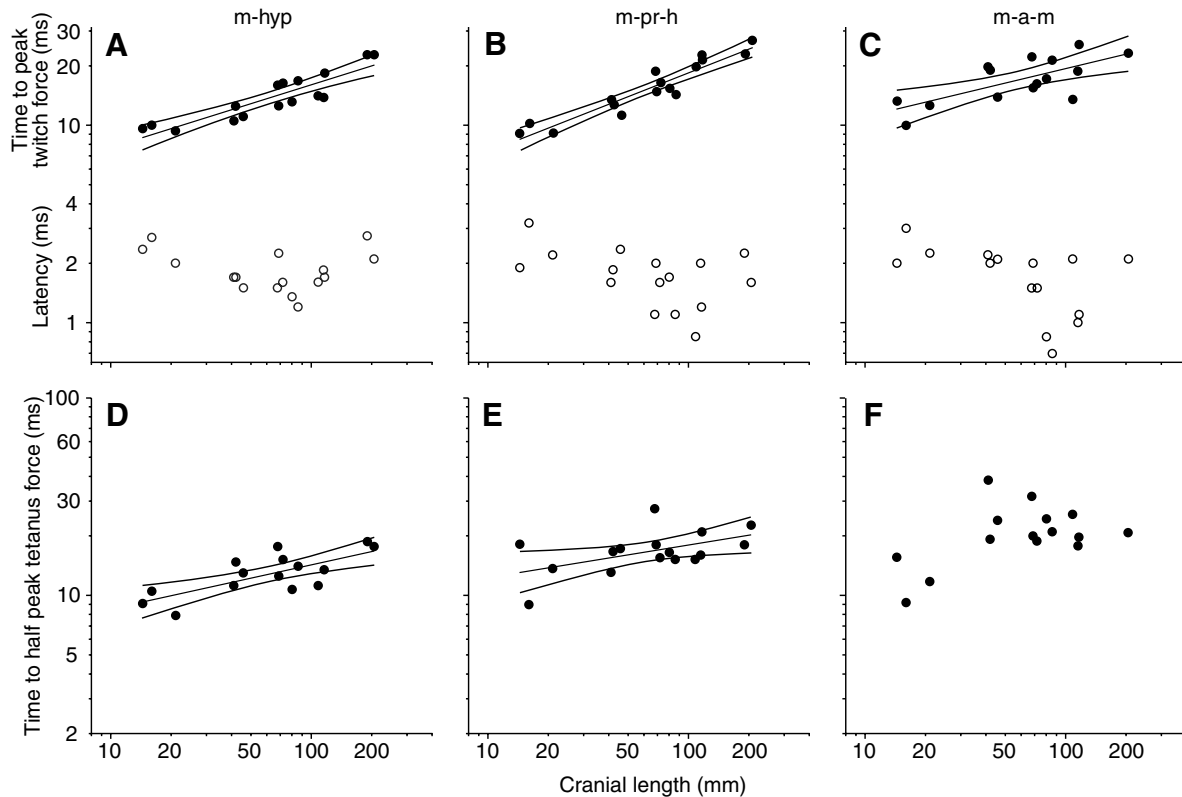 m-hyp m-pr-h m-a-m
A B C
Time to peak
twitch force (ms)
Latency (ms)
30
20
10
4
2
1
D E F
Time to half peak tetanus force (ms)
100
60
30
10
5
2
10 20 50 100 200 10 20 50 100 200 10 20 50 100 200
Cranial length (mm)